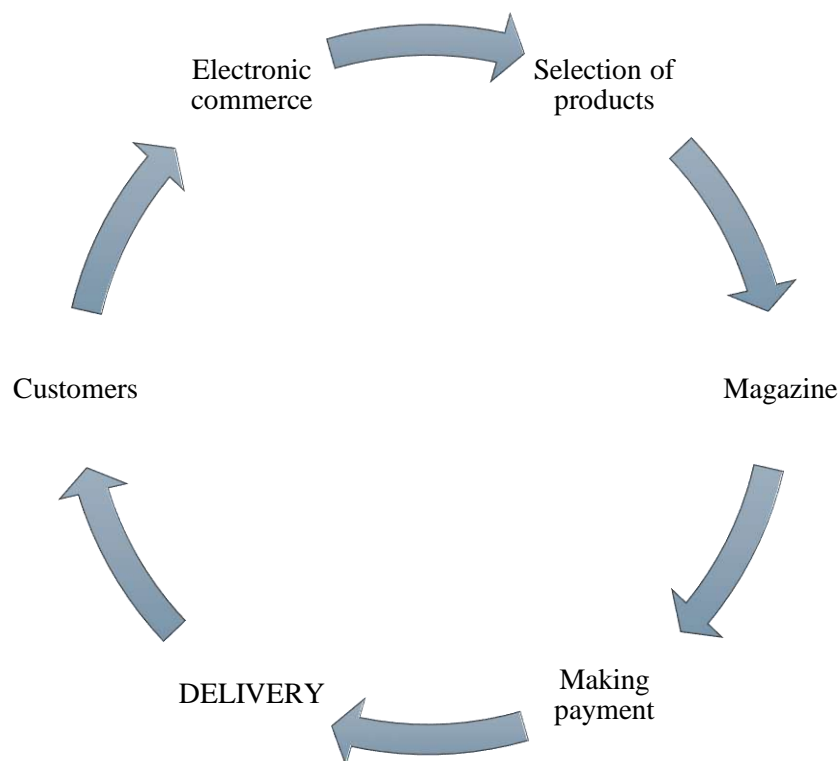 Electronic
commerce
Selection of
products
Magazine
Making
payment
DELIVERY
Customers